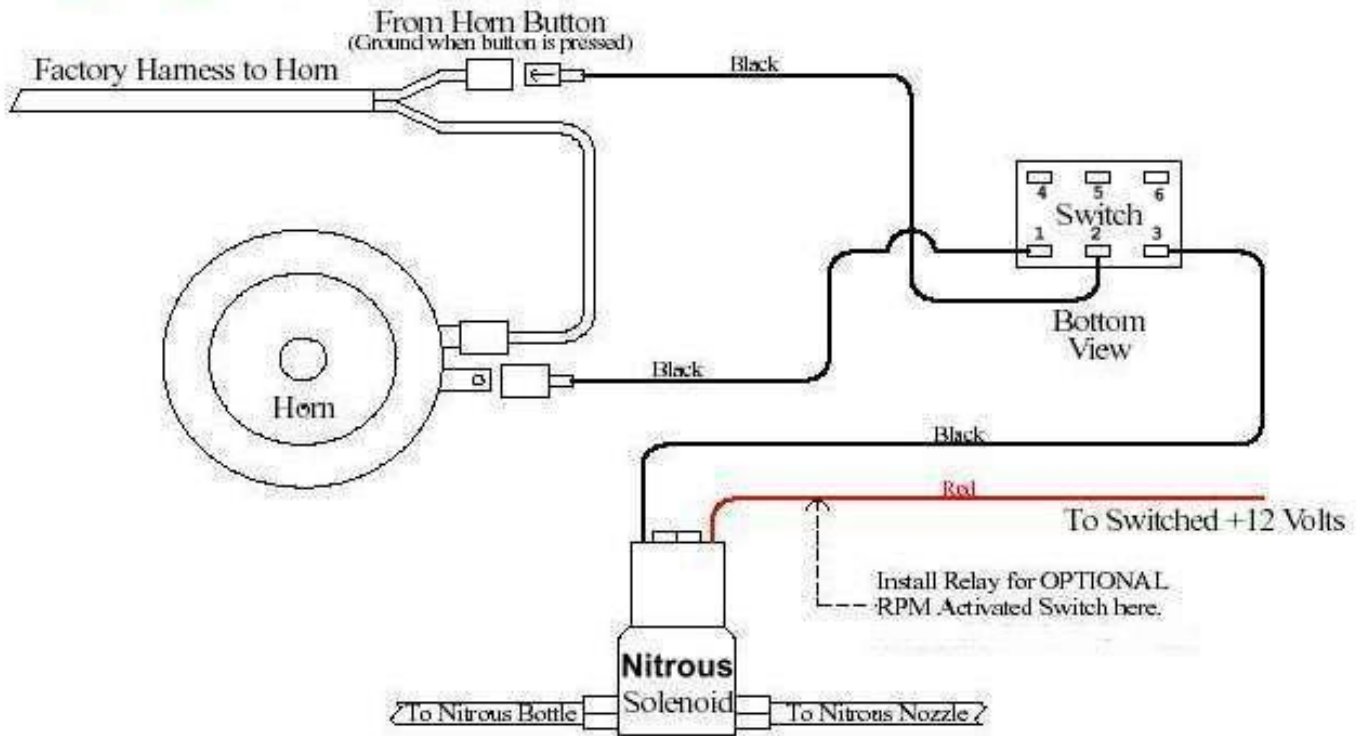 From Horn Button
(Ground when button is pressed)
Factory Harness to Horn
Black
4 5 6
Switch
1 2 3
Bottom
View
Horn
Black
Black
Red
To Switched +12 Volts
Install Relay for OPTIONAL
RPM Activated Switch here.
Nitrous
Solenoid
To Nitrous Bottle
To Nitrous Nozzle